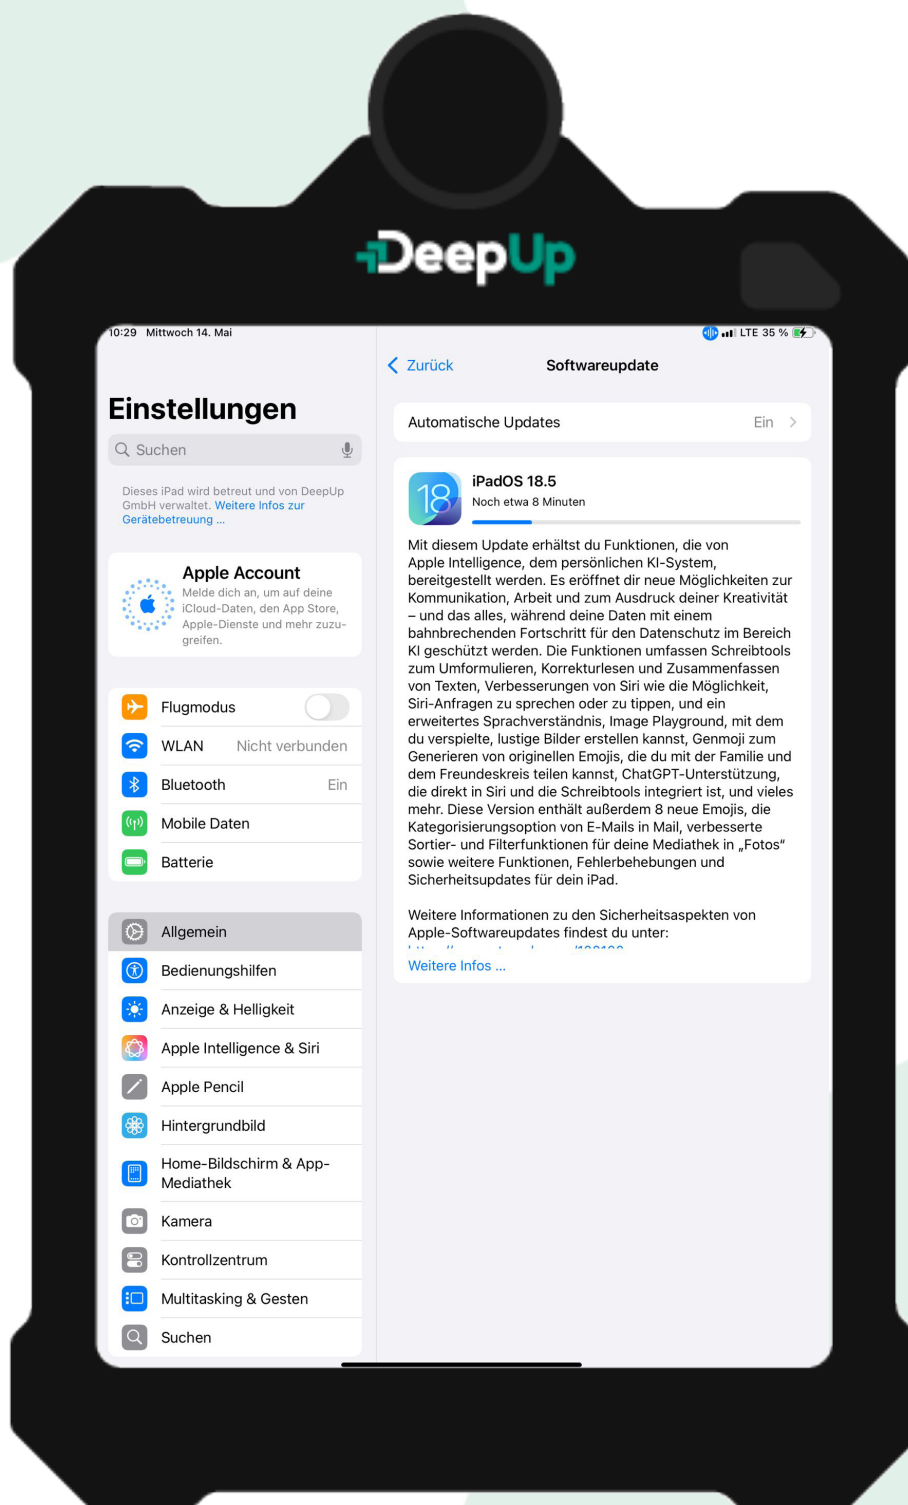 DeepUp
10:29 Mittwoch 14. Mai
LTE 35 %
Einstellungen
Suchen
Dieses iPad wird betreut und von DeepUp
GmbH verwaltet. Weitere Infos zur
Gerätebetreuung ...
Apple Account
Melde dich an, um auf deine
iCloud-Daten, den App Store,
Apple-Dienste und mehr zuzu-
greifen.
Flugmodus
WLAN Nicht verbunden
Bluetooth Ein
Mobile Daten
Batterie
Allgemein
Bedienungshilfen
Anzeige & Helligkeit
Apple Intelligence & Siri
Apple Pencil
Hintergrundbild
Home-Bildschirm & App-
Mediathek
Kamera
Kontrollzentrum
Multitasking & Gesten
Suchen
Zurück
Softwareupdate
Automatische Updates Ein
18
iPadOS 18.5
Noch etwa 8 Minuten
Mit diesem Update erhältst du Funktionen, die von
Apple Intelligence, dem persönlichen KI-System,
bereitgestellt werden. Es eröffnet dir neue Möglichkeiten zur
Kommunikation, Arbeit und zum Ausdruck deiner Kreativität
– und das alles, während deine Daten mit einem
bahnbrechenden Fortschritt für den Datenschutz im Bereich
KI geschützt werden. Die Funktionen umfassen Schreibtools
zum Umformulieren, Korrekturlesen und Zusammenfassen
von Texten, Verbesserungen von Siri wie die Möglichkeit,
Siri-Anfragen zu sprechen oder zu tippen, und ein
erweitertes Sprachverständnis, Image Playground, mit dem
du verspielte, lustige Bilder erstellen kannst, Genmoji zum
Generieren von originellen Emojis, die du mit der Familie und
dem Freundeskreis teilen kannst, ChatGPT-Unterstützung,
die direkt in Siri und die Schreibtools integriert ist, und vieles
mehr. Diese Version enthält außerdem 8 neue Emojis, die
Kategorisierungsoption von E-Mails in Mail, verbesserte
Sortier- und Filterfunktionen für deine Mediathek in „Fotos“
sowie weitere Funktionen, Fehlerbehebungen und
Sicherheitsupdates für dein iPad.
Weitere Informationen zu den Sicherheitsaspekten von
Apple-Softwareupdates findest du unter:
Weitere Infos ...